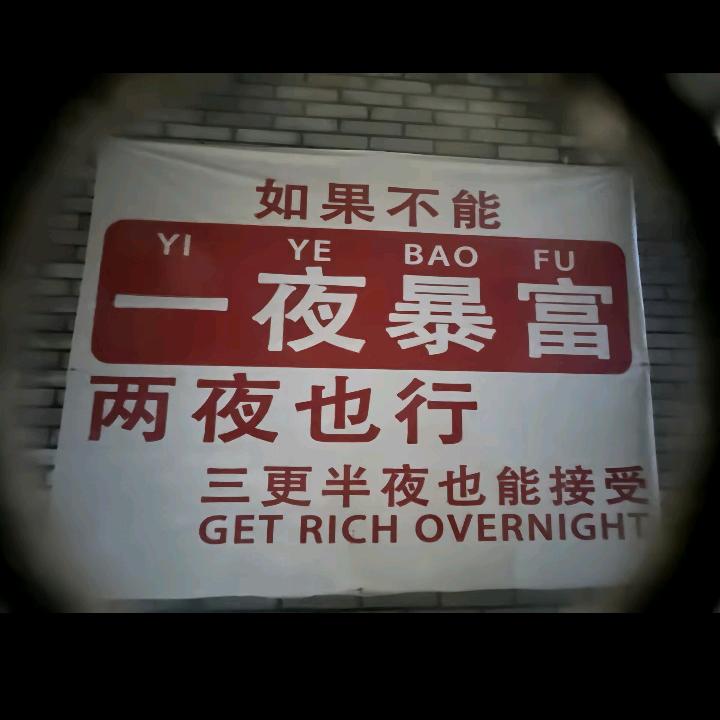 如果不能
YI YE BAO FU
一夜暴富
两夜也行
三更半夜也能接受
GET RICH OVERNIGHT